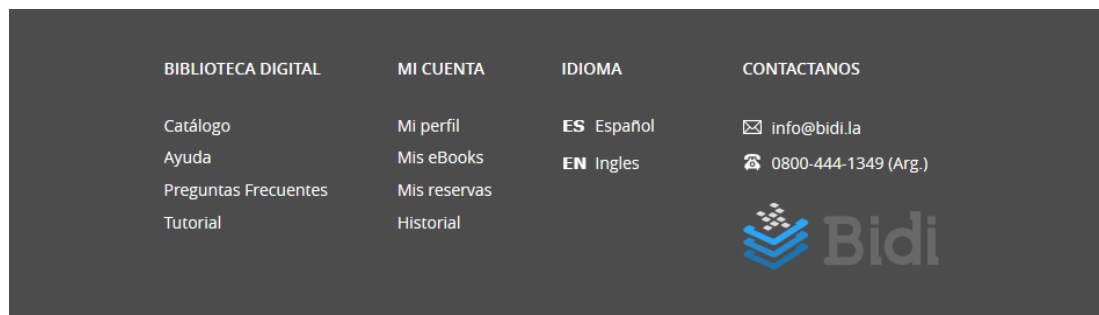 BIBLIOTECA DIGITAL
Catálogo
Ayuda
Preguntas Frecuentes
Tutorial
MI CUENTA
Mi perfil
Mis eBooks
Mis reservas
Historial
IDIOMA
ES Español
EN Ingles
CONTACTANOS
info@bidi.la
0800-444-1349 (Arg.)
Bidi